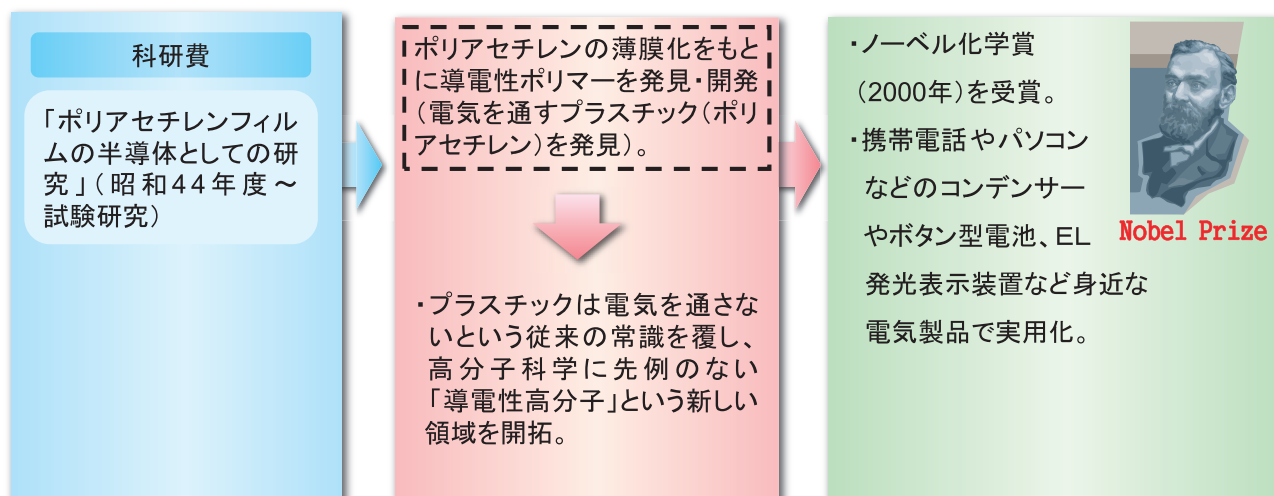 科研費
「ポリアセチレンフィル
ムの半導体としての研
究」(昭和44年度～
試験研究)
ポリアセチレンの薄膜化をもと
に導電性ポリマーを発見・開発
(電気を通すプラスチック(ポリ
アセチレン)を発見)。
・プラスチックは電気を通さな
いという従来の常識を覆し、
高分子科学に先例のない
「導電性高分子」という新しい
領域を開拓。
・ノーベル化学賞
(2000年)を受賞。
・携帯電話やパソコン
などのコンデンサー
やボタン型電池、EL
発光表示装置など身近な
電気製品で実用化。
Nobel Prize